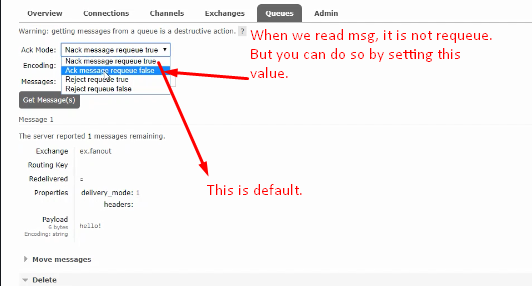 Overview Connections Channels Exchanges Queues Admin
Warning: getting messages from a queue is a destructive action. ?
Ack Mode: Nack message requeue true
Nack message requeue true
Encoding: Ack message requeue false
Reject requeue true
Messages: Reject requeue false
Get Message(s)
When we read msg, it is not requeue.
But you can do so by setting this
value.
Message 1
The server reported 1 messages remaining.
Exchange ex.fanout
Routing Key
Redelivered
Properties delivery_mode: 1
headers:
This is default.
Payload hello!
6 bytes
Encoding: string
Move messages
Delete